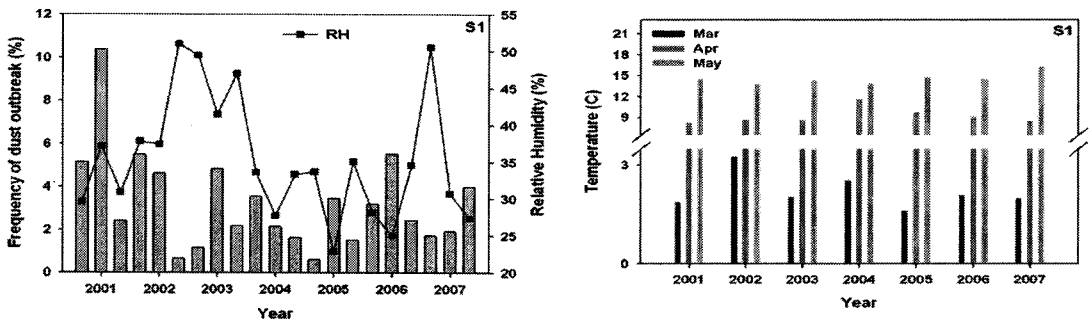 12
10
8
6
4
2
0
Frequency of dust outbreak (%)
RH
S1
55
50
45
40
35
30
25
20
Relative Humidity (%)
2001 2002 2003 2004 2005 2006 2007
Year
21
18
15
12
9
3
0
Temperature (C)
Mar
Apr
May
S1
2001 2002 2003 2004 2005 2006 2007
Year